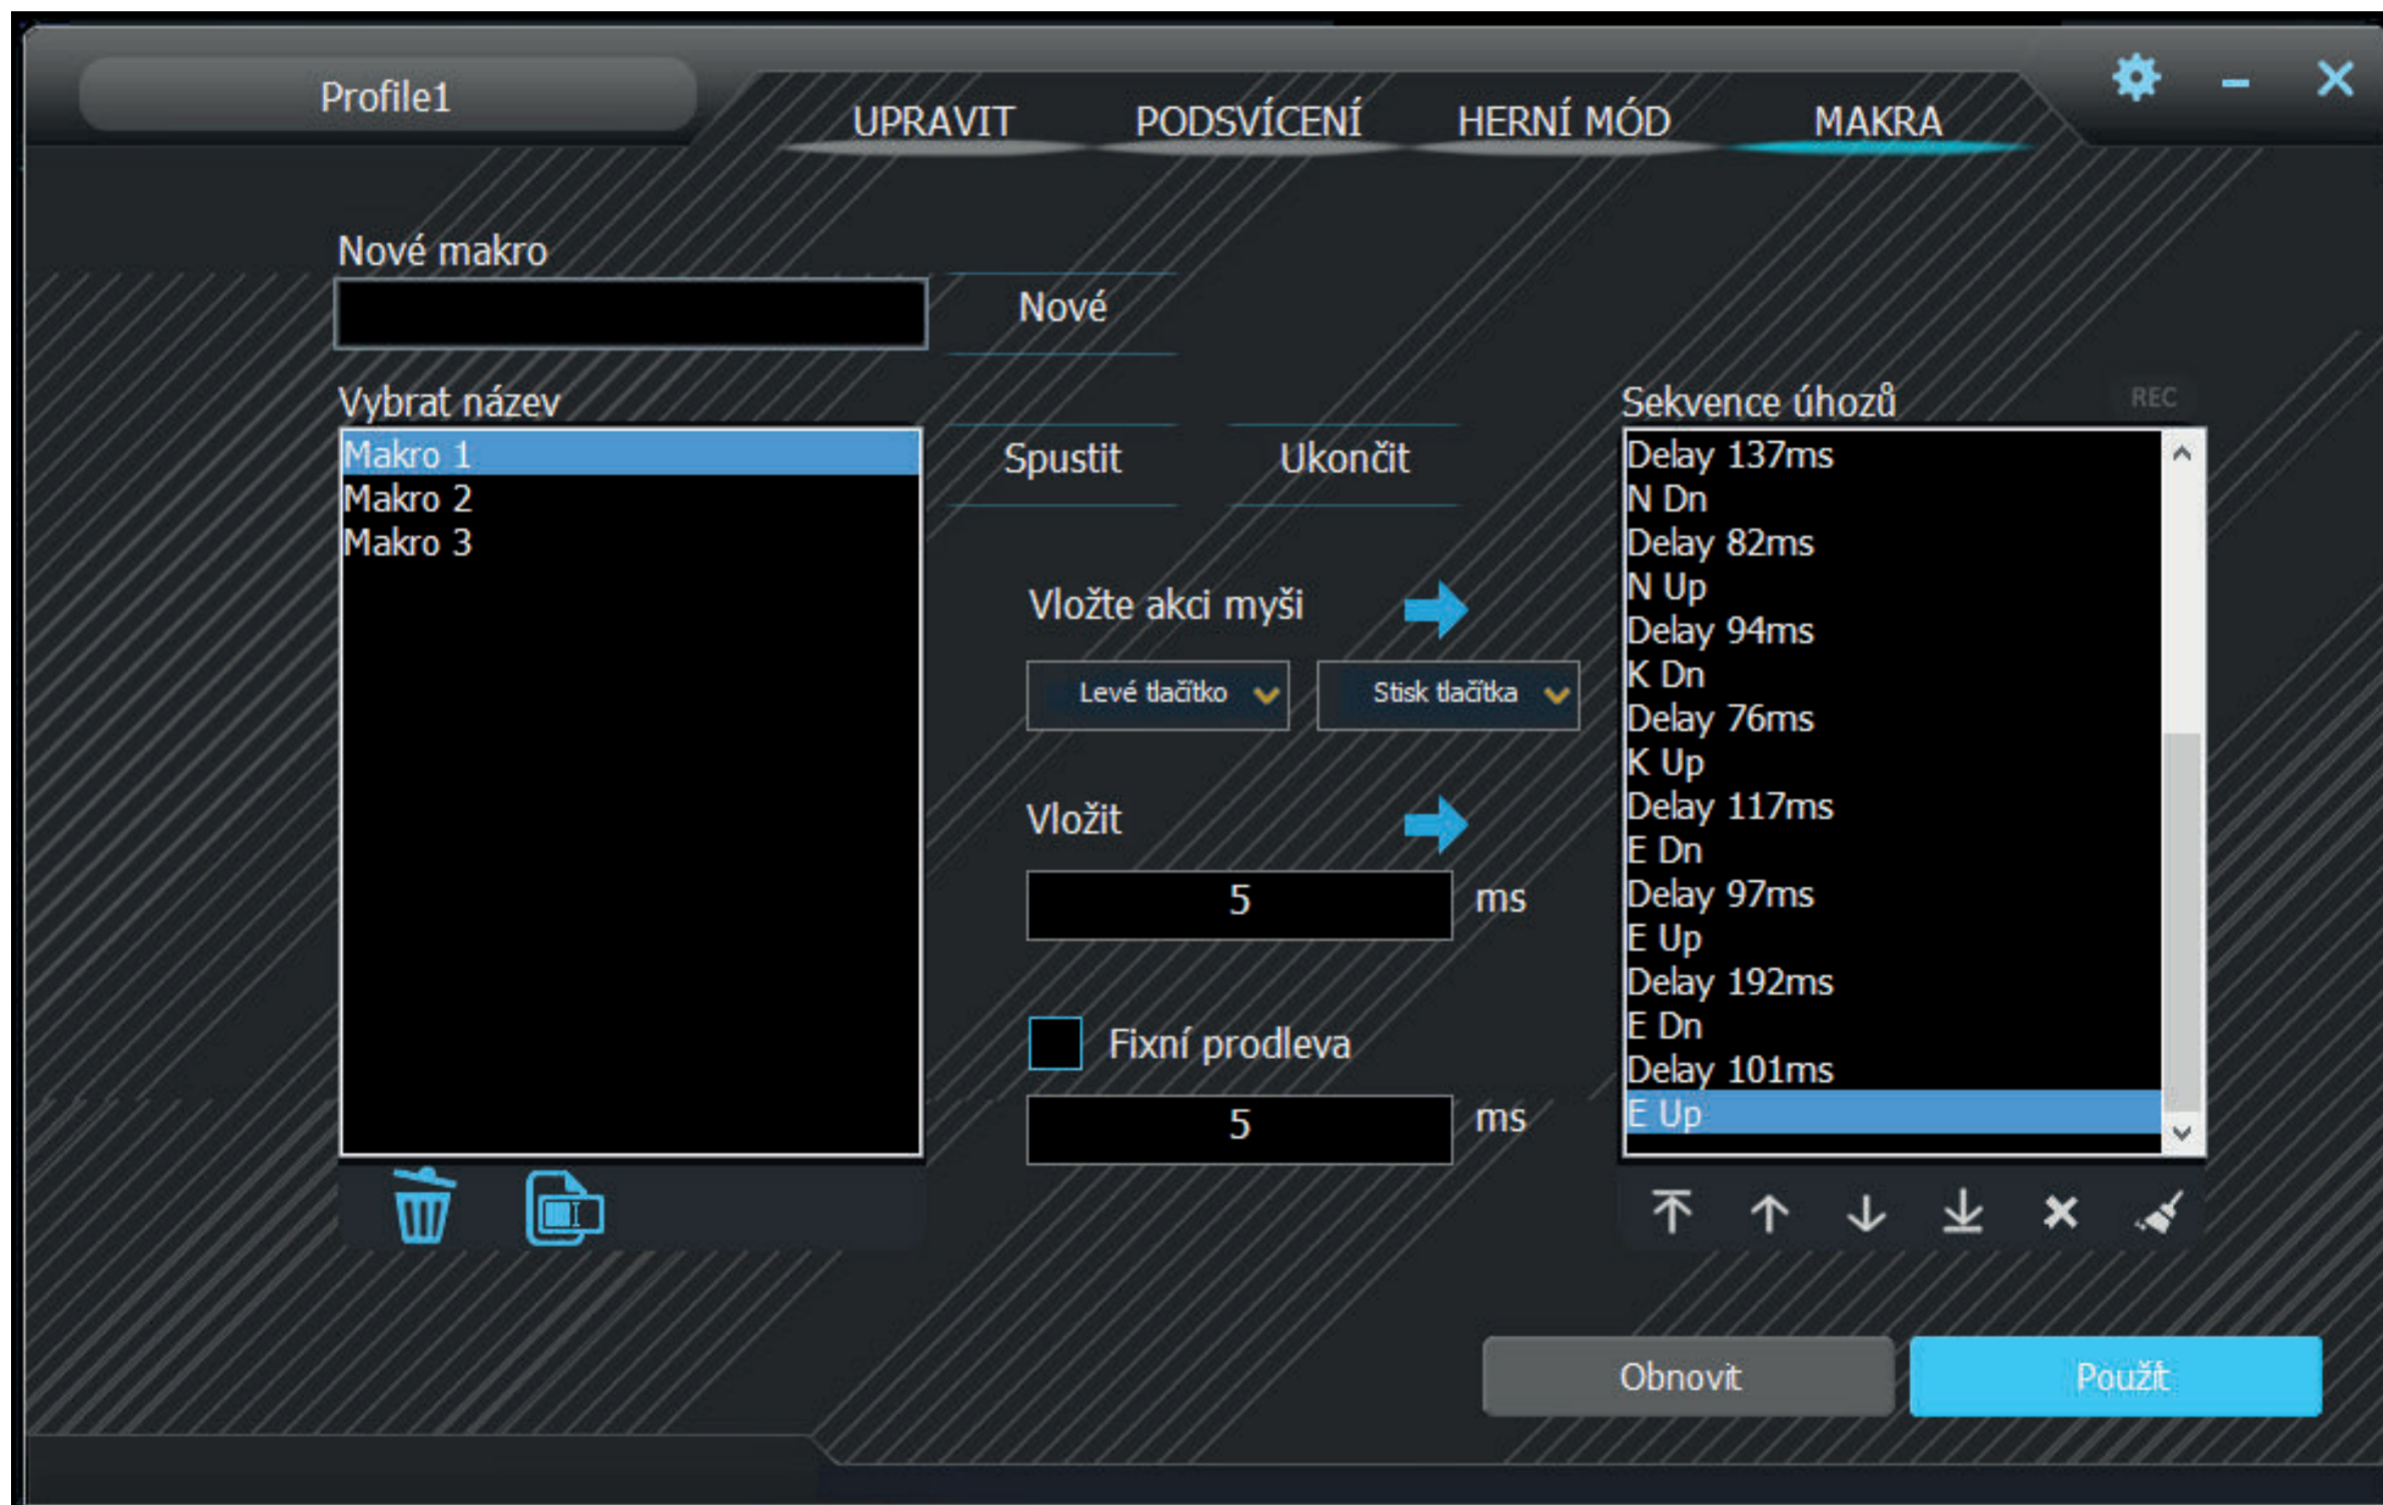 Profile1
UPRAVIT PODSVÍCENÍ HERNÍ MÓD MAKRA
Nové makro
Nové
Vybrat název
Makro 1
Makro 2
Makro 3
Spustit Ukončit
Vložte akci myši
Levé tlačítko Stisk tlačítka
Vložit
5 ms
Fixní prodleva
5 ms
Sekvence úhozů REC
Delay 137ms
N Dn
Delay 82ms
N Up
Delay 94ms
K Dn
Delay 76ms
K Up
Delay 117ms
E Dn
Delay 97ms
E Up
Delay 192ms
E Dn
Delay 101ms
E Up
Obnovit Použít